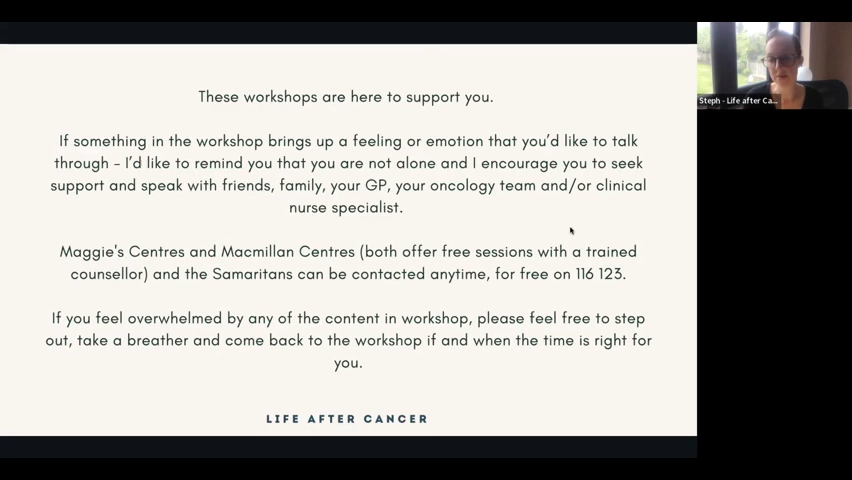 These workshops are here to support you.
If something in the workshop brings up a feeling or emotion that you'd like to talk
through - I'd like to remind you that you are not alone and I encourage you to seek
support and speak with friends, family, your GP, your oncology team and/or clinical
nurse specialist.
Maggie's Centres and Macmillan Centres (both offer free sessions with a trained
counsellor) and the Samaritans can be contacted anytime, for free on 116 123.
If you feel overwhelmed by any of the content in workshop, please feel free to step
out, take a breather and come back to the workshop if and when the time is right for
you.
LIFE AFTER CANCER
Steph - Life after Ca...